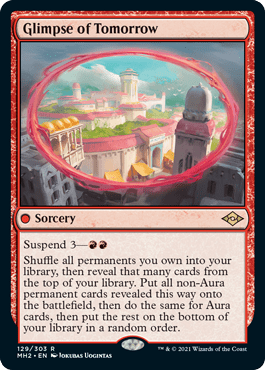 Glimpse of Tomorrow
Sorcery
Suspend 3—
Shuffle all permanents you own into
your library, then reveal that many cards
from the top of your library. Put all non-Aura
permanent cards revealed this way onto
the battlefield, then do the same for Aura
cards, then put the rest on the bottom of
your library in a random order.
129/303 R
MH2 • EN JOKUBAS UOGINTAS
™ & © 2021 Wizards of the Coast